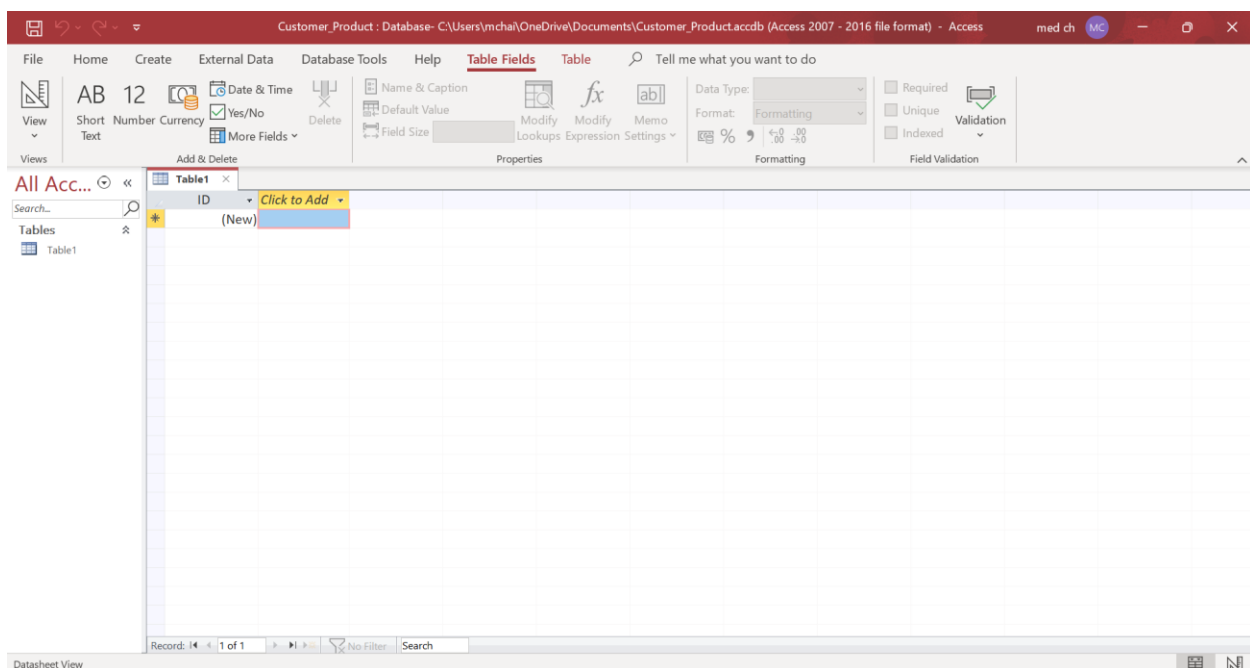 Customer_Product : Database- C:\Users\mchai\OneDrive\Documents\Customer_Product.accdb (Access 2007 - 2016 file format) - Access med ch MC
File Home Create External Data Database Tools Help Table Fields Table Tell me what you want to do
View
Views
AB 12
Short Text
Number
Currency
Date & Time
Yes/No
More Fields
Delete
Add & Delete
Name & Caption
Default Value
Field Size
Modify Lookups
fx
Modify Expression
ab
Memo Settings
Properties
Data Type:
Format: Formatting
% 9 .00 .00
Formatting
Required
Unique
Indexed
Validation
Field Validation
All Acc...
Search...
Tables
Table1
Table1
ID Click to Add
(New)
Record: 1 of 1 No Filter Search
Datasheet View